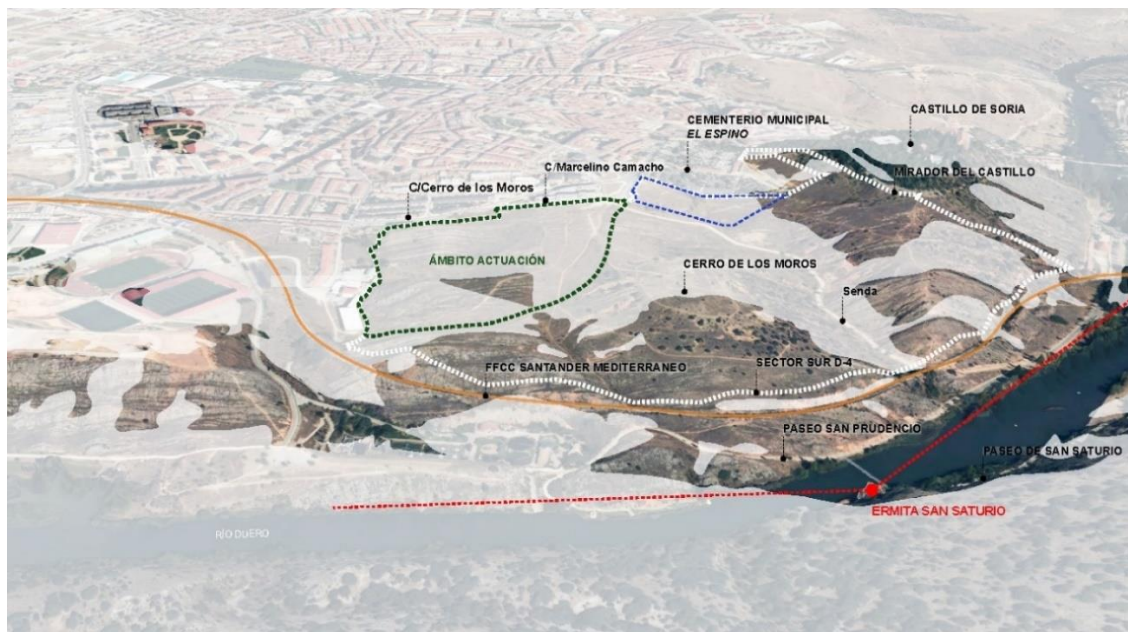 CASTILLO DE SORIA
CEMENTERIO MUNICIPAL
EL ESPINO
C/Marcelino Camacho
MIRADOR DEL CASTILLO
C/Cerro de los Moros
ÁMBITO ACTUACIÓN
CERRO DE LOS MOROS
Senda
FFCC SANTANDER MEDITERRANEO
SECTOR SUR D-4
PASEO SAN PRUDENCIO
PASEO DE SAN SATURIO
ERMITA SAN SATURIO
RÍO DUERO